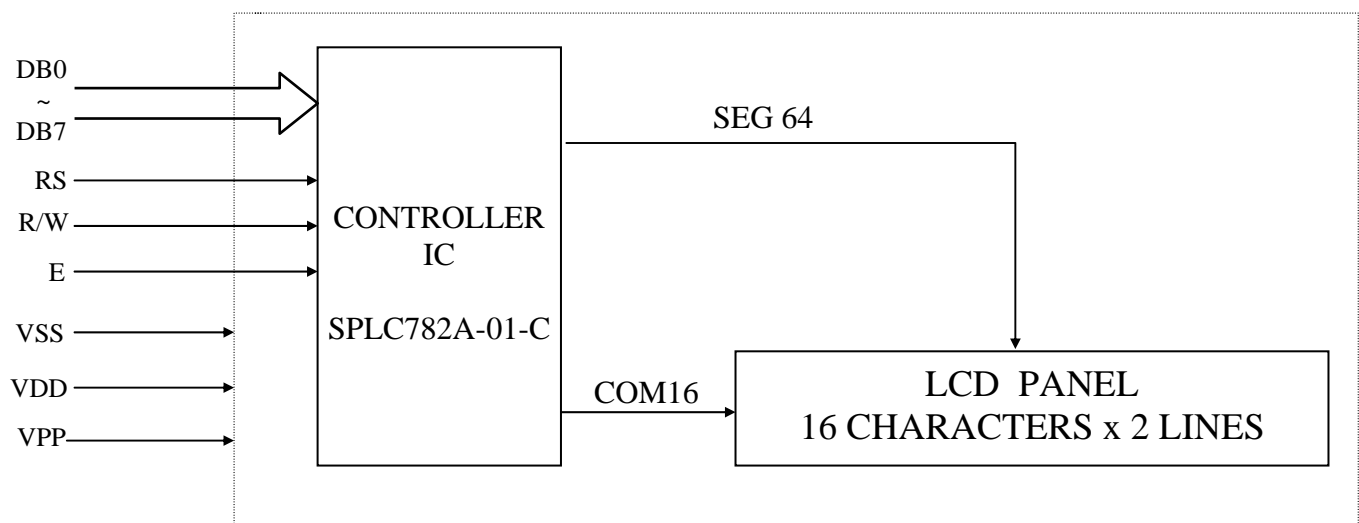 DB0
~
DB7
RS
R/W
E
VSS
VDD
VPP
CONTROLLER
IC
SPLC782A-01-C
SEG 64
COM16
LCD PANEL
16 CHARACTERS x 2 LINES